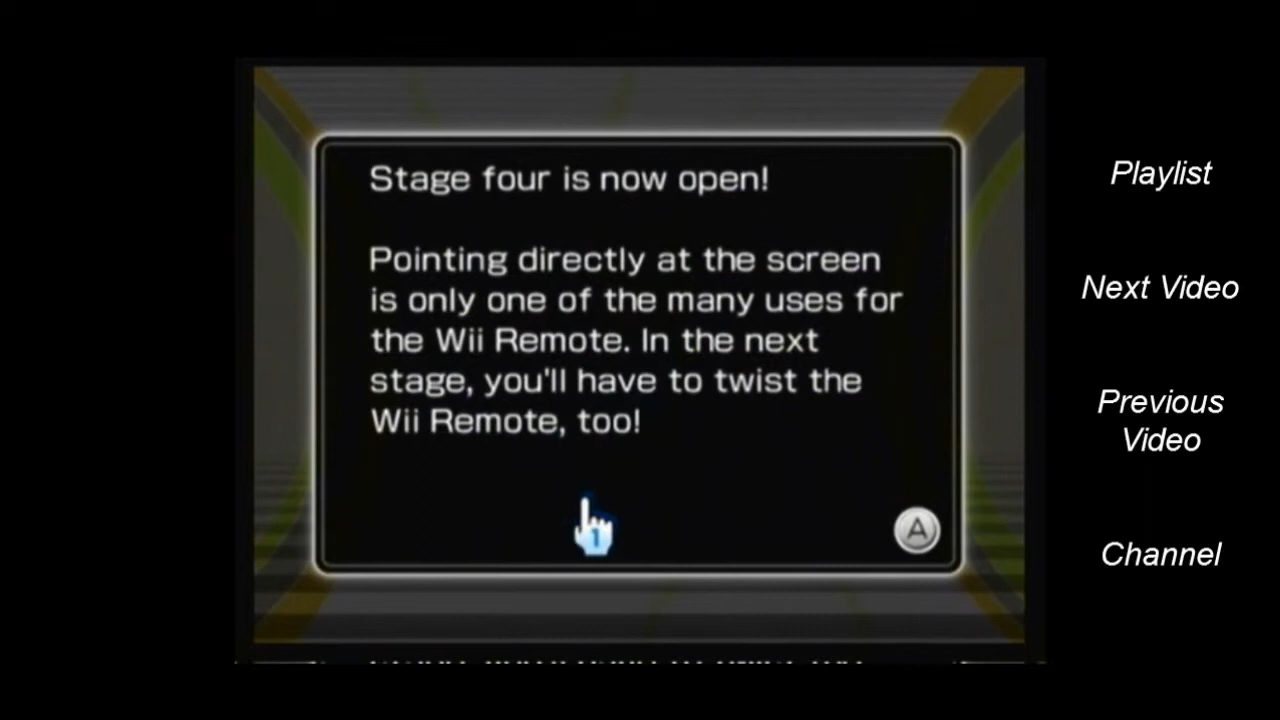 Stage four is now open!
Pointing directly at the screen
is only one of the many uses for
the Wii Remote. In the next
stage, you'll have to twist the
Wii Remote, too!
1
A
Playlist
Next Video
Previous
Video
Channel